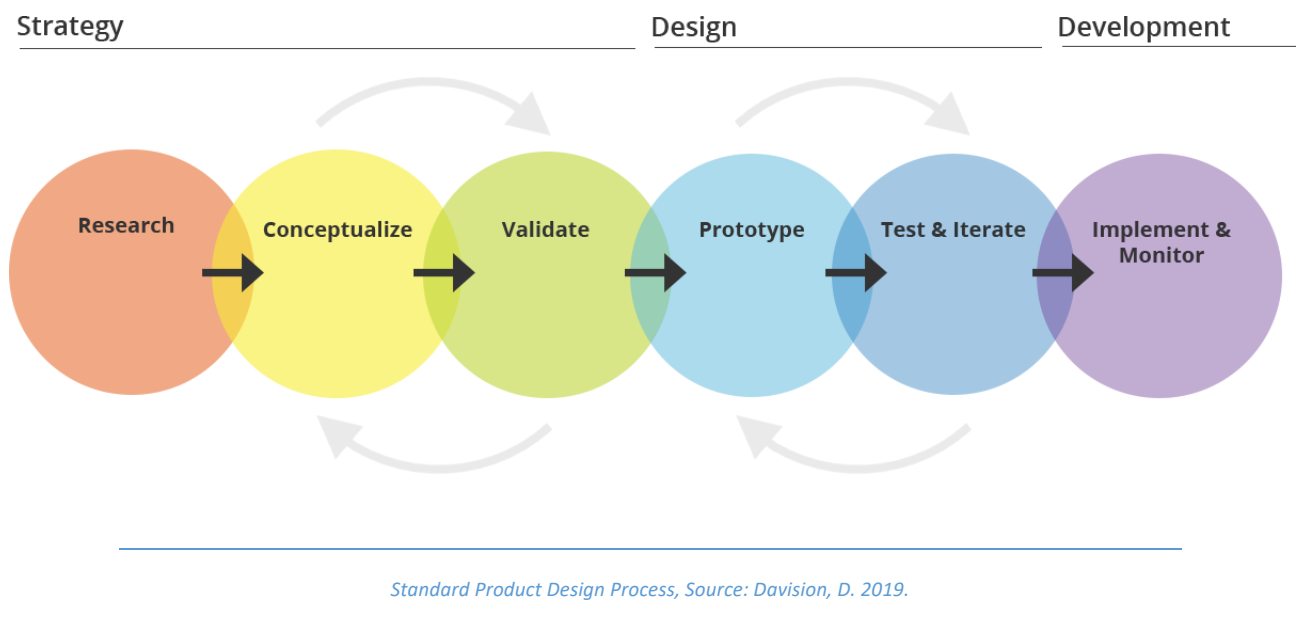 Strategy
Design
Development
Research
Conceptualize
Validate
Prototype
Test & Iterate
Implement &
Monitor
Standard Product Design Process, Source: Davision, D. 2019.